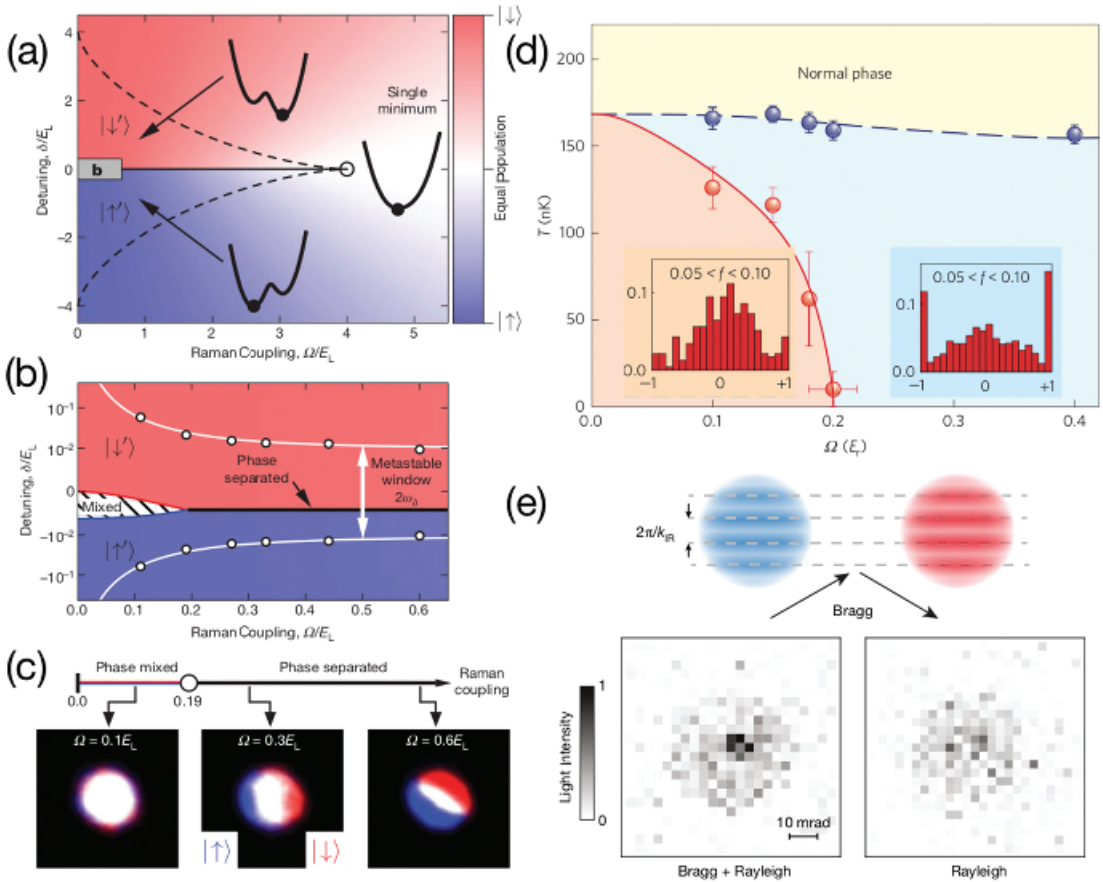 (a)
4
2
0
−2
−4
Detuning, δ/E_L
|↓′⟩
b
|↑′⟩
Single
minimum
0 1 2 3 4 5
Raman Coupling, Ω/E_L
|↓⟩
Equal Population
|↑⟩
(b)
10⁻¹
10⁻²
0
−10⁻²
−10⁻¹
Detuning, δ/E_L
|↓′⟩
Phase
separated
Metastable
window
2w_δ
Mixed
|↑′⟩
0.0 0.1 0.2 0.3 0.4 0.5 0.6
Raman Coupling, Ω/E_L
(c)
Phase mixed
Phase separated
Raman
coupling
0.0
0.19
Ω = 0.1E_L
Ω = 0.3E_L
Ω = 0.6E_L
|↑⟩
|↓⟩
(d)
200
150
100
50
0
T (nK)
Normal phase
0.05 < f < 0.10
0.1
0.0
−1 0 +1
0.05 < f < 0.10
0.1
0.0
−1 0 +1
0.0 0.1 0.2 0.3 0.4
Ω (ξ_r)
(e)
2π/k_IR
Bragg
1
Light Intensity
0
10 mrad
Bragg + Rayleigh
Rayleigh